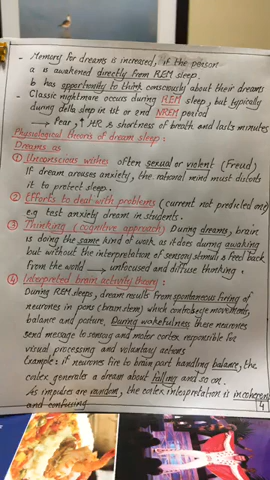 - Memory for dreams is increased, if the person
a is awakened directly from REM sleep.
b has opportunity to think consciously about their dreams
- Classic nightmare occurs during REM sleep, but typically
during delta sleep in 1st or 2nd NREM period
→ Fear, ↑ HR & shortness of breath and lasts minutes
Physiological theories of dream sleep:
Dreams as
① Unconscious wishes often sexual or violent (Freud)
If dream arouses anxiety, the rational mind must distorts
it to protect sleep.
② Efforts to deal with problems (current not predicted one)
e.g test anxiety dream in students.
③ Thinking (cognitive approach) During dreams, brain
is doing the same kind of work as it does during awaking
but without the interpretation of sensory stimuli & feed back
from the world → unfocused and diffuse thinking.
④ Interpreted brain activity theory:
During REM sleeps, dream results from spontaneous firing of
neurones in pons (brain stem) which controls eye movements,
balance and posture. During wakefulness these neurones
send message to sensory and motor cortex responsible for
visual processing and voluntary actions
Example: if neurones fire to brain part handling balance, the
cortex generates a dream about falling and so on.
As impulses are random, the cortex interpretation is incoherent
and confusing
4